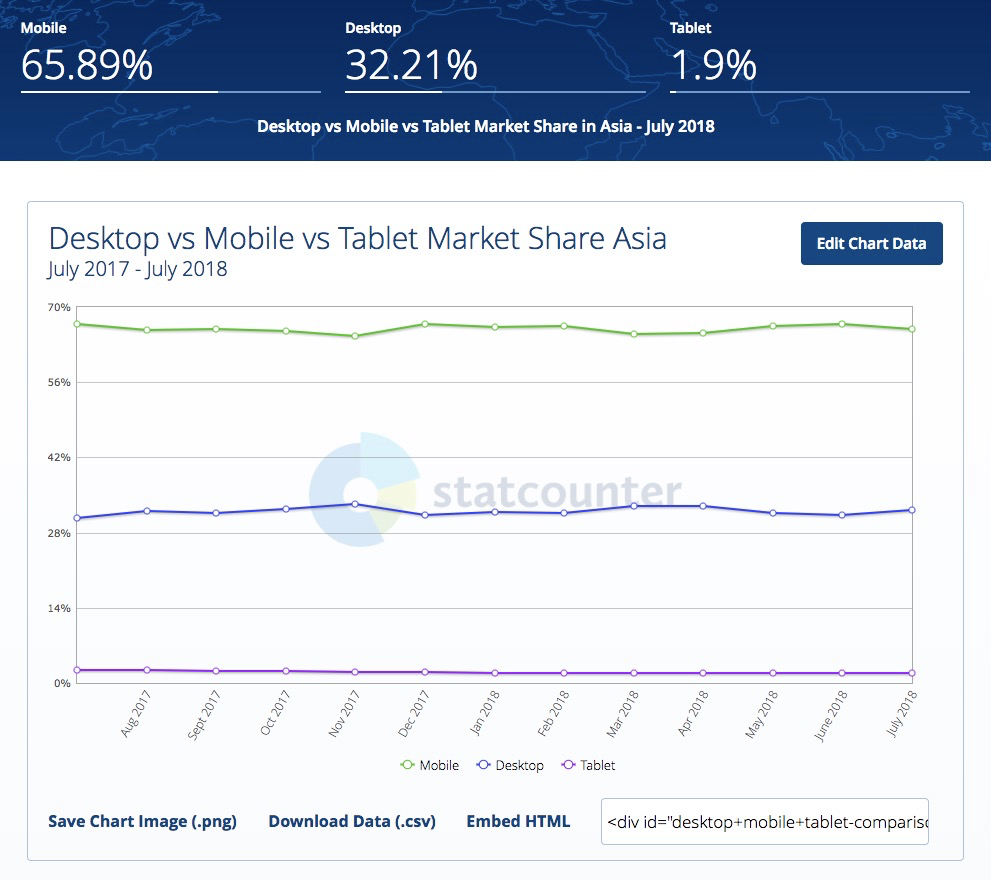 Mobile Desktop Tablet
65.89% 32.21% 1.9%
Desktop vs Mobile vs Tablet Market Share in Asia - July 2018
Desktop vs Mobile vs Tablet Market Share Asia
July 2017 - July 2018
Edit Chart Data
70%
56%
42%
statcounter
28%
14%
0%
Aug 2017 Sept 2017 Oct 2017 Nov 2017 Dec 2017 Jan 2018 Feb 2018 Mar 2018 Apr 2018 May 2018 June 2018 July 2018
Mobile Desktop Tablet
Save Chart Image (.png) Download Data (.csv) Embed HTML <div id="desktop+mobile+tablet-comparis